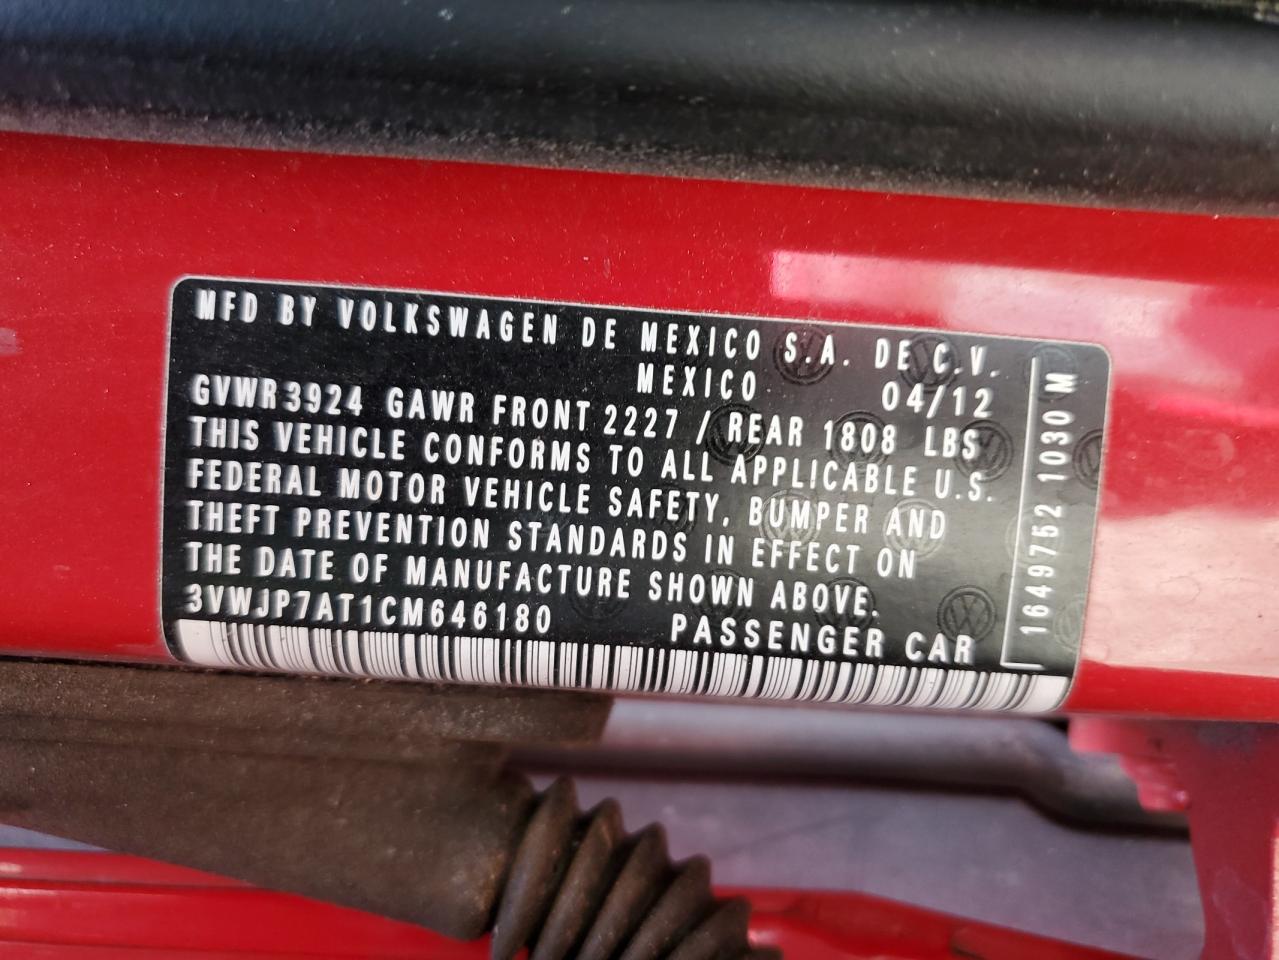 MFD BY VOLKSWAGEN DE MEXICO S.A. DE C.V.
MEXICO 04/12
GVWR 3924 GAWR FRONT 2227 / REAR 1808 LBS
THIS VEHICLE CONFORMS TO ALL APPLICABLE U.S.
FEDERAL MOTOR VEHICLE SAFETY, BUMPER AND
THEFT PREVENTION STANDARDS IN EFFECT ON
THE DATE OF MANUFACTURE SHOWN ABOVE.
3VWJP7AT1CM646180 PASSENGER CAR
1649752 1030 M